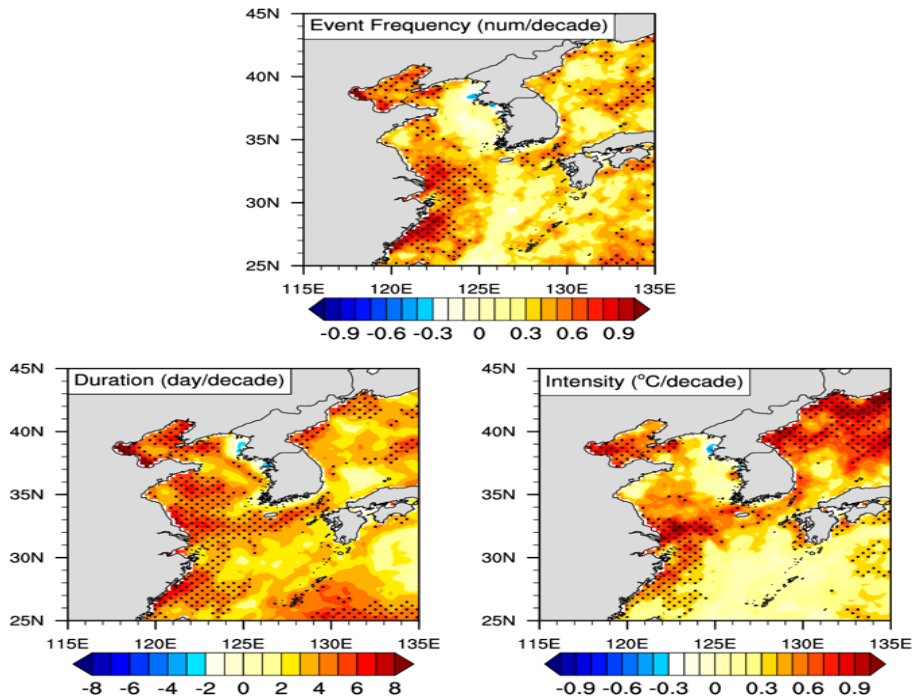 Event Frequency (num/decade)
45N
40N
35N
30N
25N
115E 120E 125E 130E 135E
-0.9 -0.6 -0.3 0 0.3 0.6 0.9
Duration (day/decade)
45N
40N
35N
30N
25N
115E 120E 125E 130E 135E
-8 -6 -4 -2 0 2 4 6 8
Intensity (°C/decade)
45N
40N
35N
30N
25N
115E 120E 125E 130E 135E
-0.9 -0.6 -0.3 0 0.3 0.6 0.9